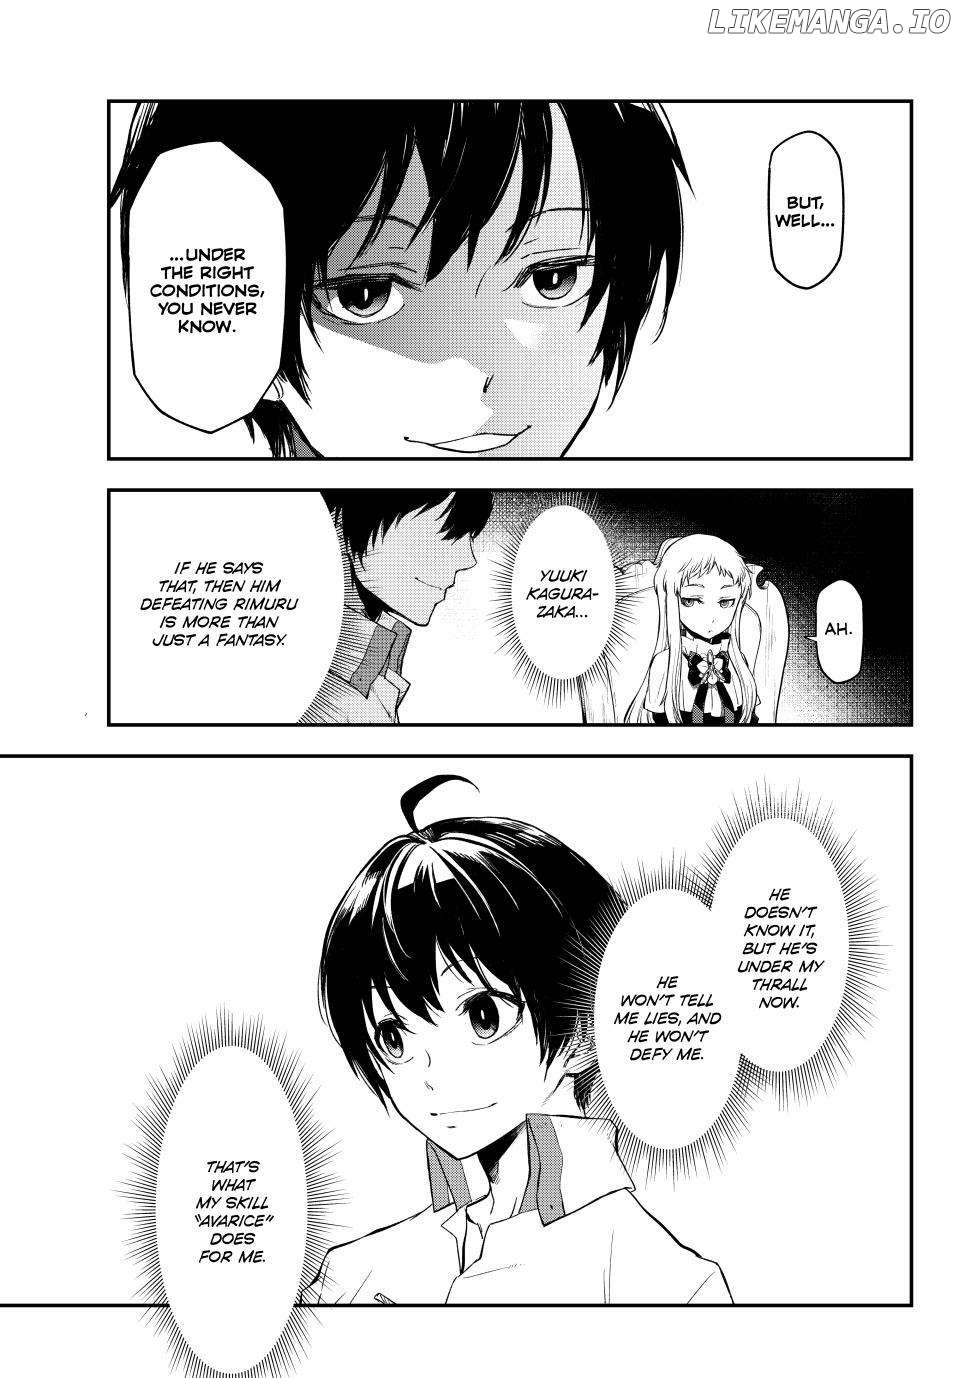 LIKEMANGA.IO
BUT,
WELL...
...UNDER
THE RIGHT
CONDITIONS,
YOU NEVER
KNOW.
AH.
YUUKI
KAGURA-
ZAKA...
IF HE SAYS
THAT, THEN HIM
DEFEATING RIMURU
IS MORE THAN
JUST A FANTASY.
HE
DOESN'T
KNOW IT,
BUT HE'S
UNDER MY
THRALL
NOW.
HE
WON'T TELL
ME LIES, AND
HE WON'T
DEFY ME.
THAT'S
WHAT
MY SKILL
"AVARICE"
DOES
FOR ME.